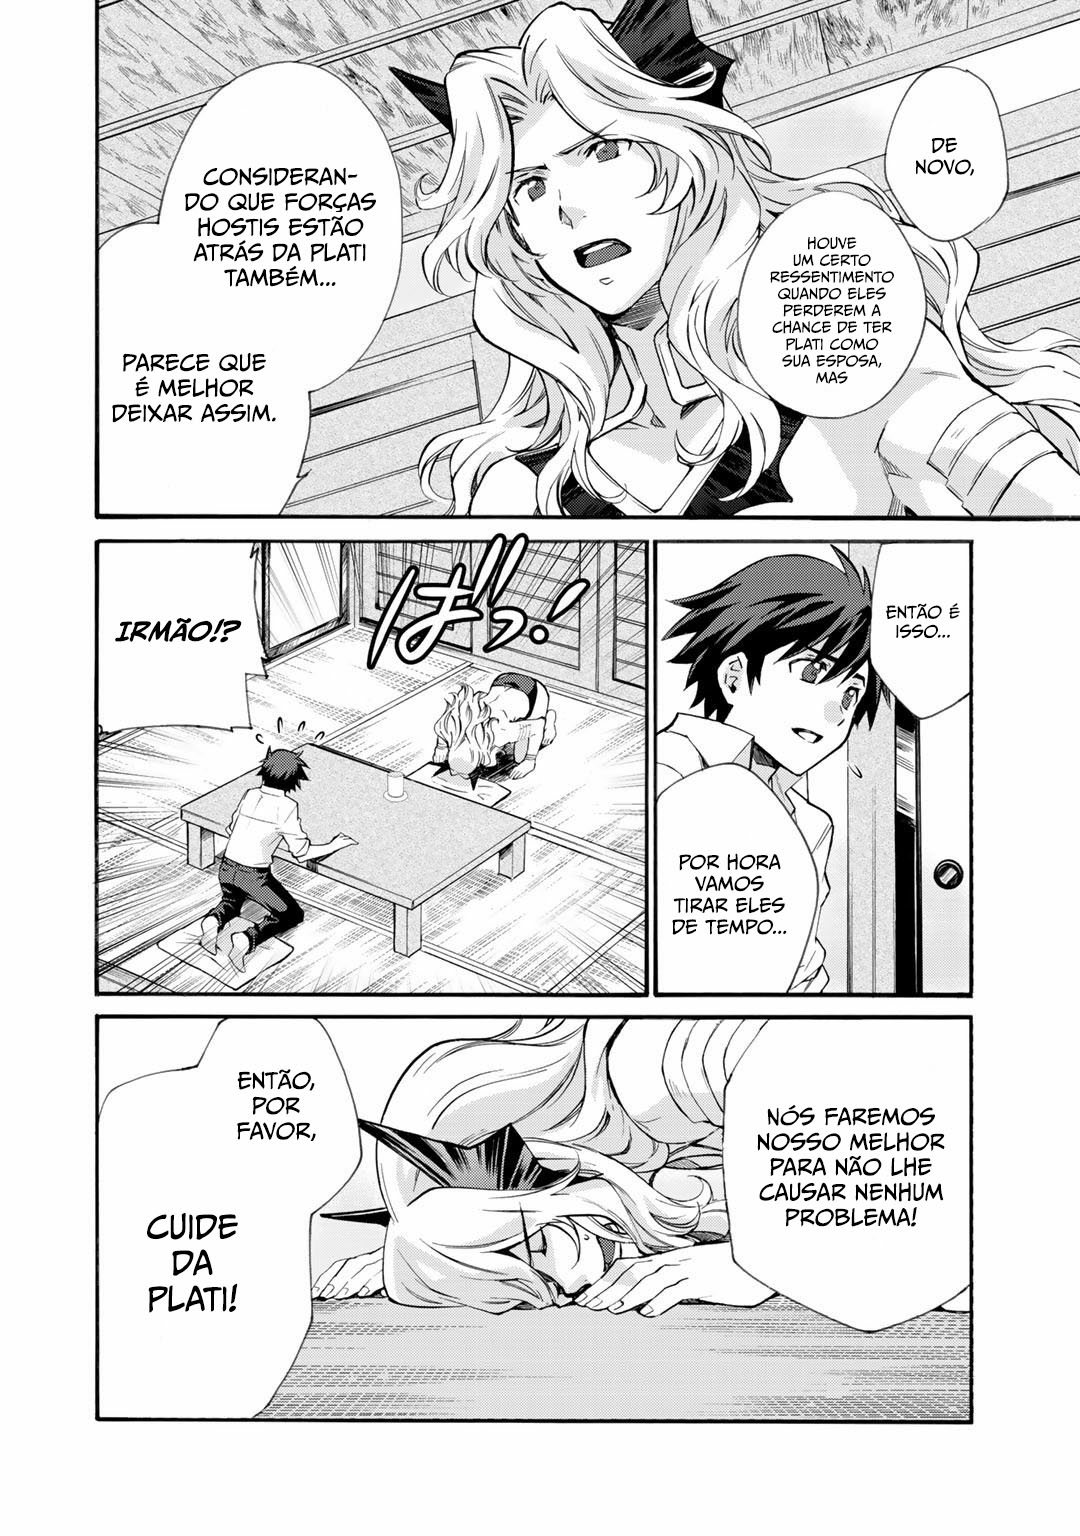 DE
NOVO,
HOUVE
UM CERTO
RESSENTIMENTO
QUANDO ELES
PERDEREM A
CHANCE DE TER
PLATI COMO
SUA ESPOSA,
MAS
CONSIDERAN-
DO QUE FORÇAS
HOSTIS ESTÃO
ATRÁS DA PLATI
TAMBÉM...
PARECE QUE
É MELHOR
DEIXAR ASSIM.
ENTÃO É
ISSO...
POR HORA
VAMOS
TIRAR ELES
DE TEMPO...
ばっ!
IRMÃO!?
NÓS FAREMOS
NOSSO MELHOR
PARA NÃO LHE
CAUSAR NENHUM
PROBLEMA!
ENTÃO,
POR
FAVOR,
CUIDE
DA
PLATI!